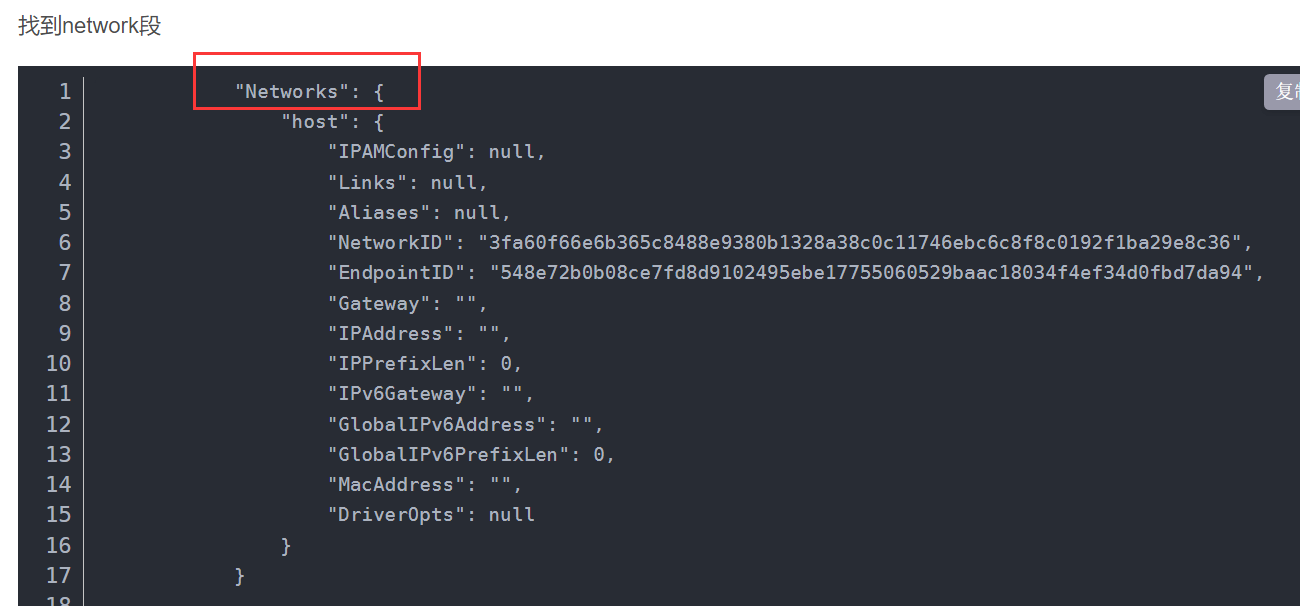 找到network段
复制
1 "Networks": {
2 "host": {
3 "IPAMConfig": null,
4 "Links": null,
5 "Aliases": null,
6 "NetworkID": "3fa60f66e6b365c8488e9380b1328a38c0c11746ebc6c8f8c0192f1ba29e8c36",
7 "EndpointID": "548e72b0b08ce7fd8d9102495ebe17755060529baac18034f4ef34d0fbd7da94",
8 "Gateway": "",
9 "IPAddress": "",
10 "IPPrefixLen": 0,
11 "IPv6Gateway": "",
12 "GlobalIPv6Address": "",
13 "GlobalIPv6PrefixLen": 0,
14 "MacAddress": "",
15 "DriverOpts": null
16 }
17 }
18